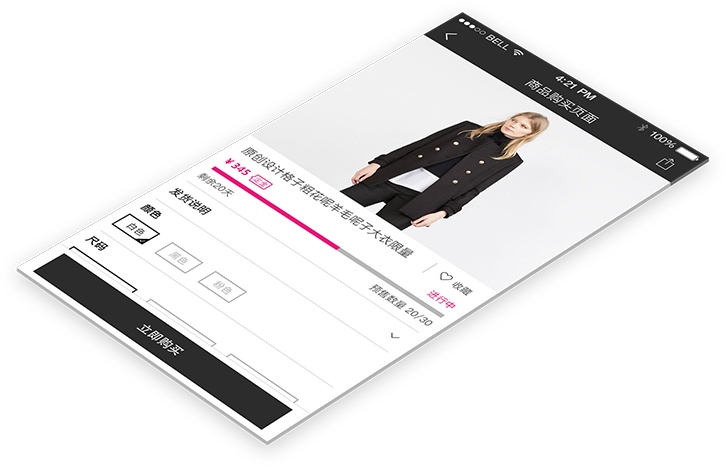 BELL
4:21 PM
100%
商品购买页面
原创设计格子粗花呢羊毛呢子大衣限量
¥ 345
收藏
剩余20天
预售数量 20/30
进行中
发货说明
颜色
白色
黑色
粉色
尺码
立即购买